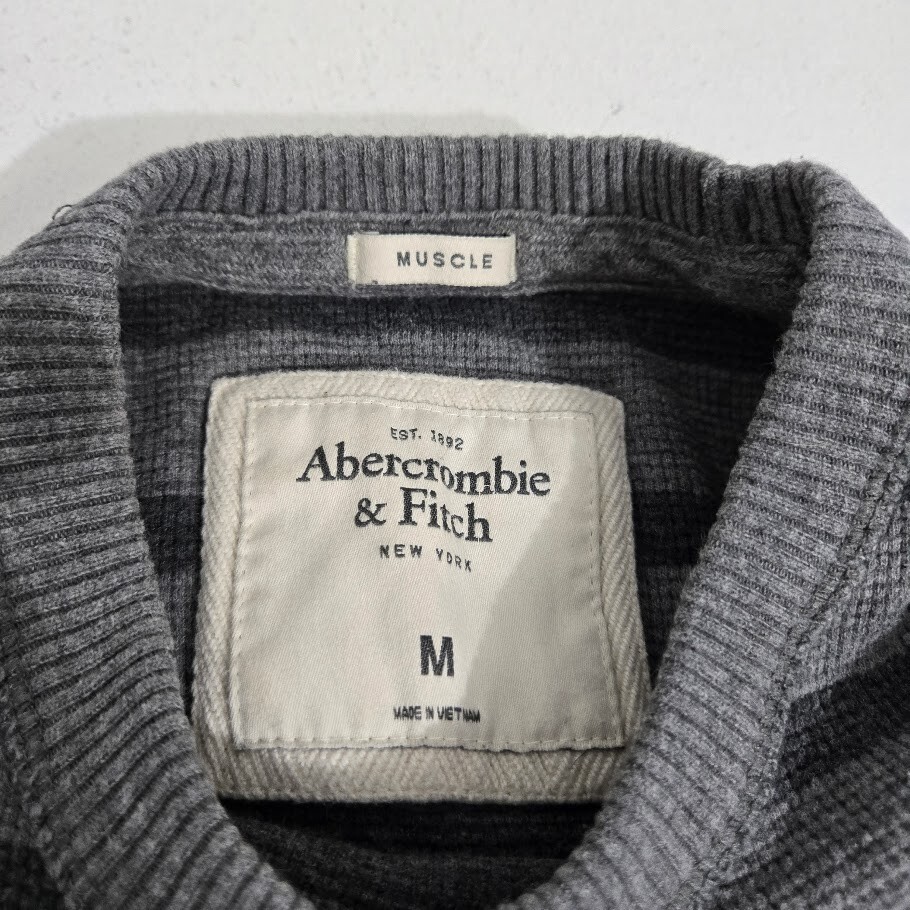 MUSCLE
EST. 1892
Abercrombie
& Fitch
NEW YORK
M
MADE IN VIETNAM